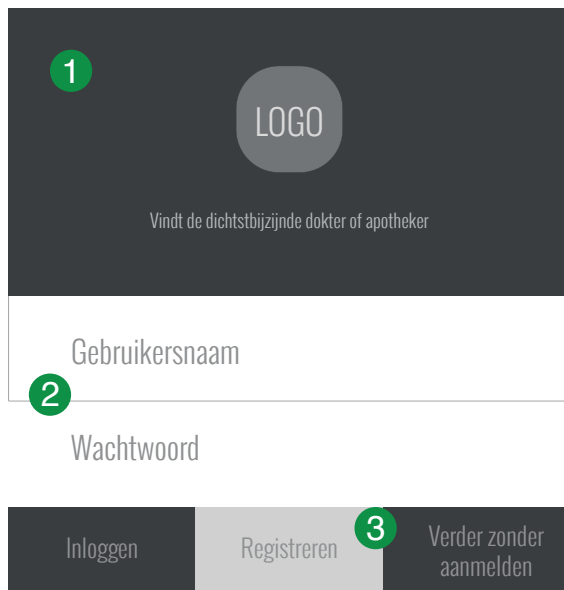 1
LOGO
Vindt de dichtstbijzijnde dokter of apotheker
Gebruikersnaam
2
Wachtwoord
Inloggen
Registreren
3
Verder zonder
aanmelden